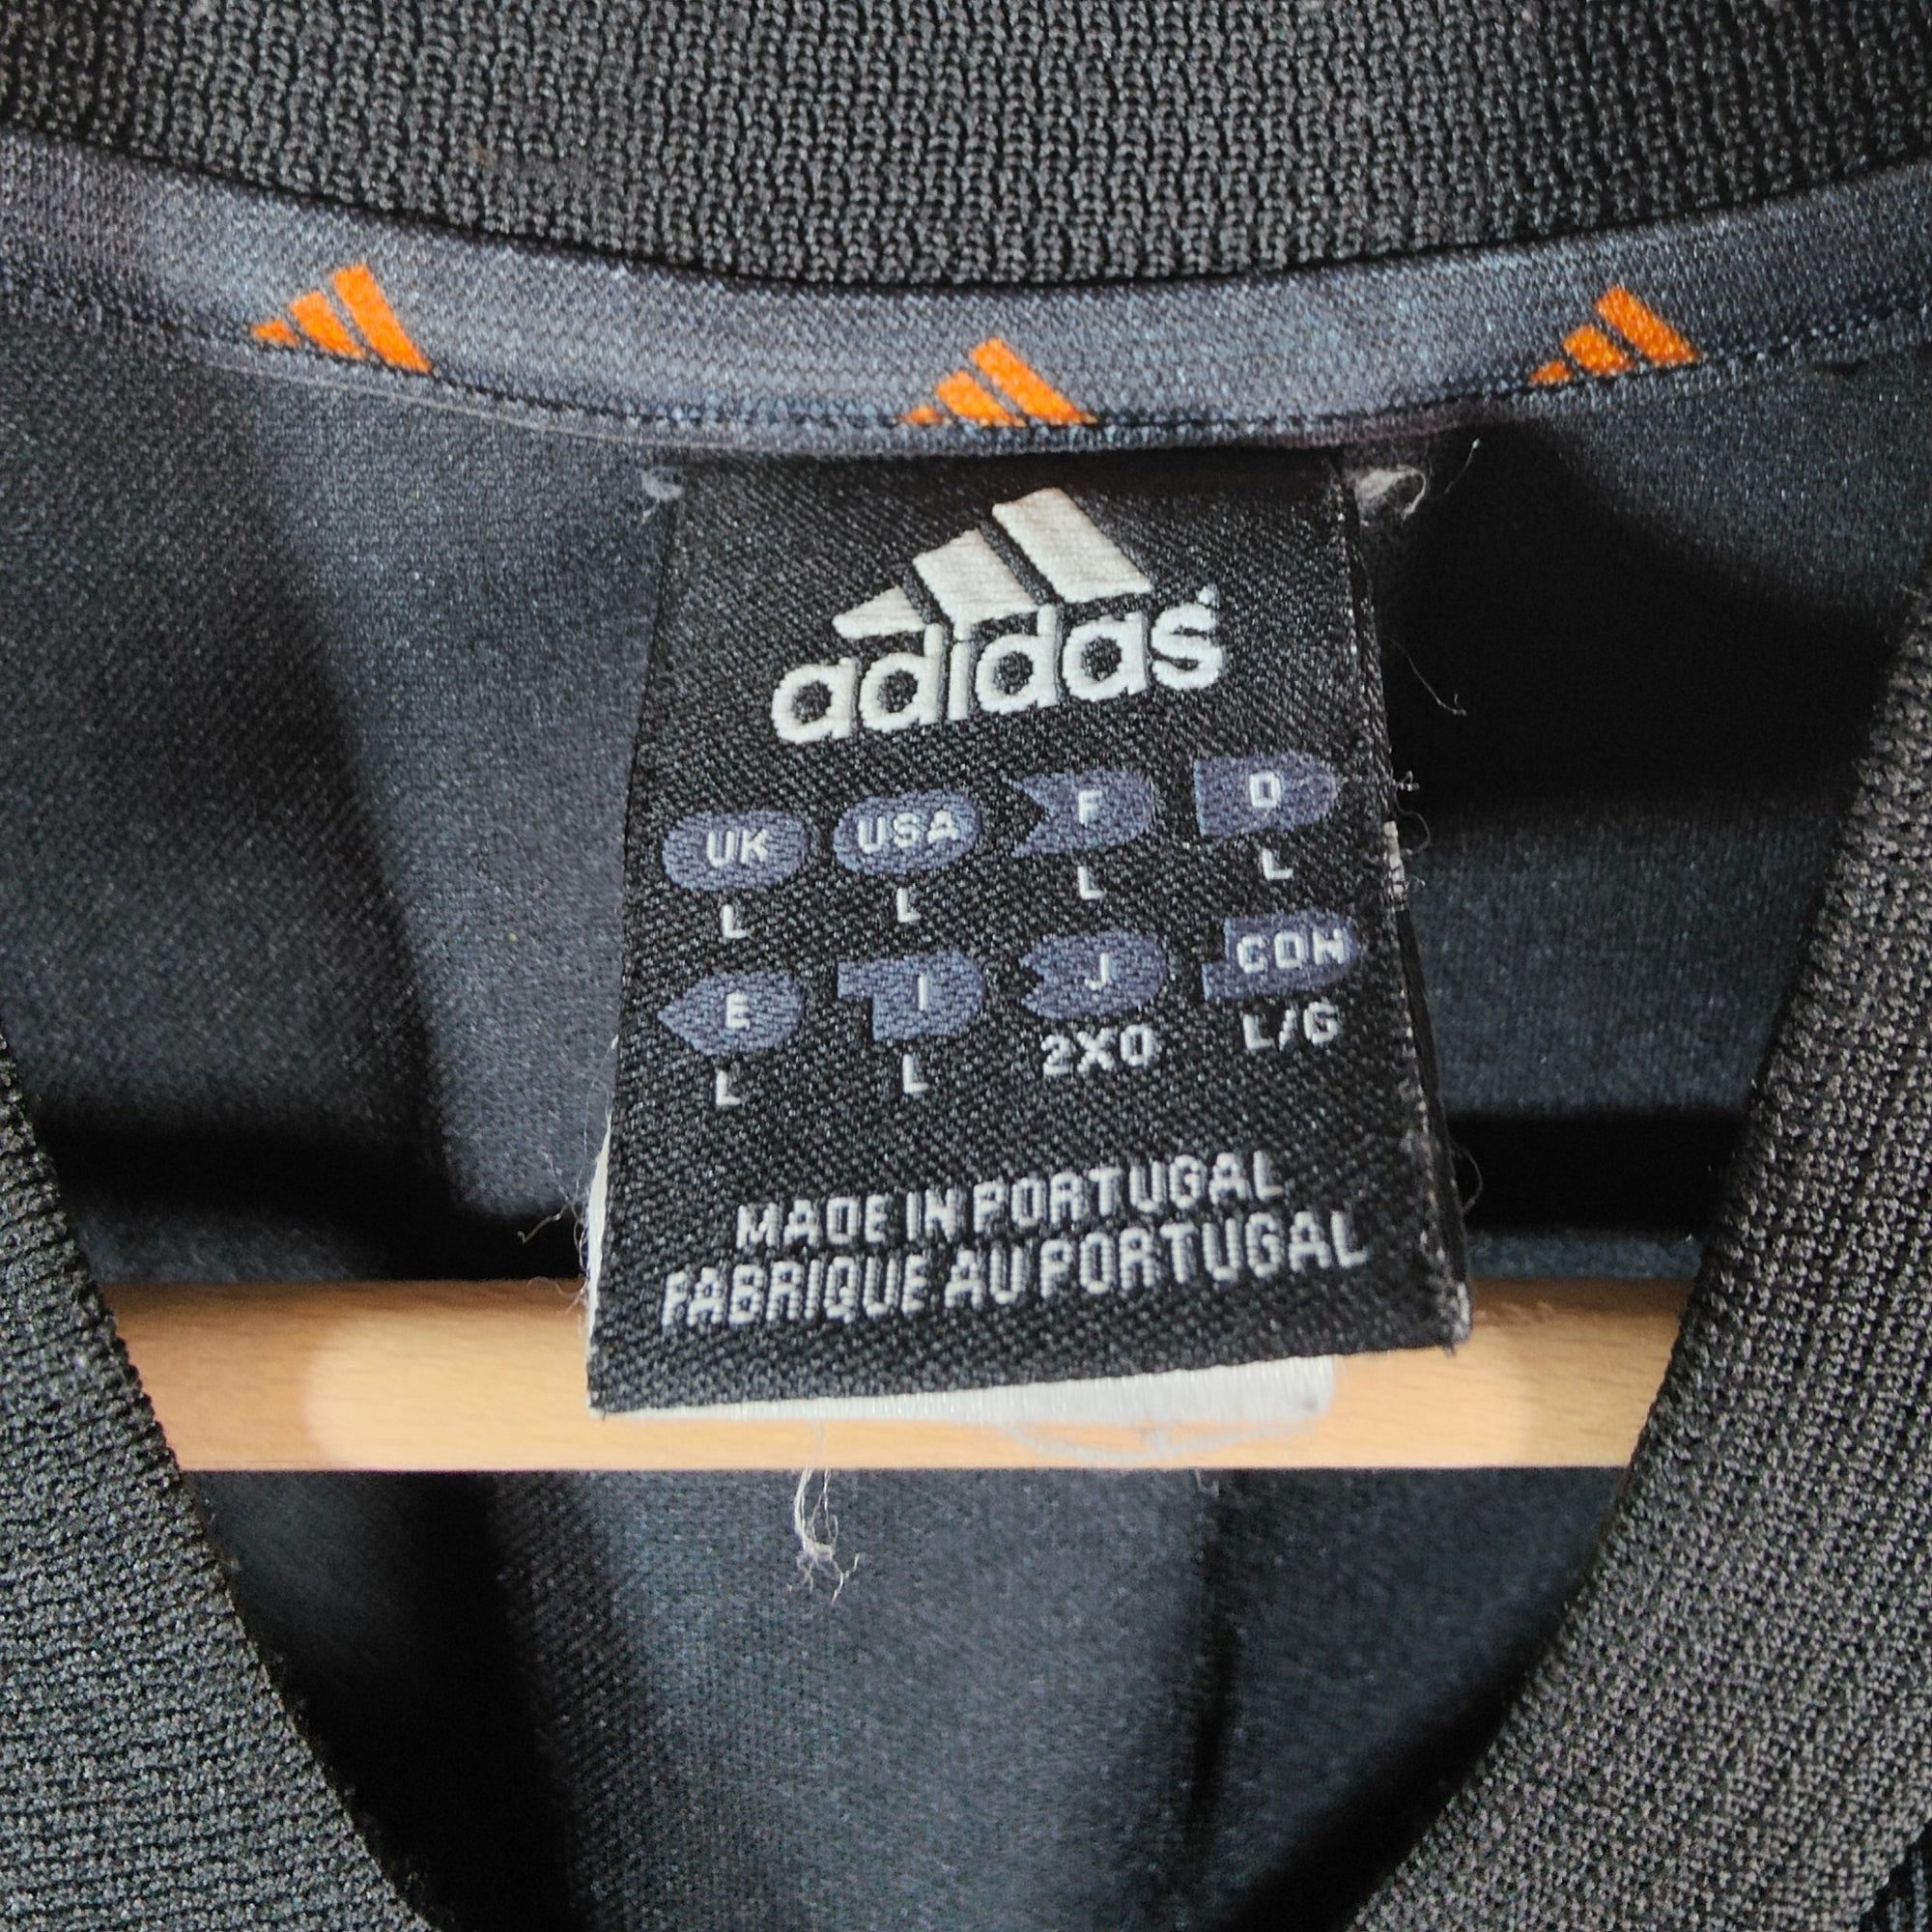 adidas
UK USA F D
L L L L
E I J CDN
L L 2XO L/G
MADE IN PORTUGAL
FABRIQUE AU PORTUGAL